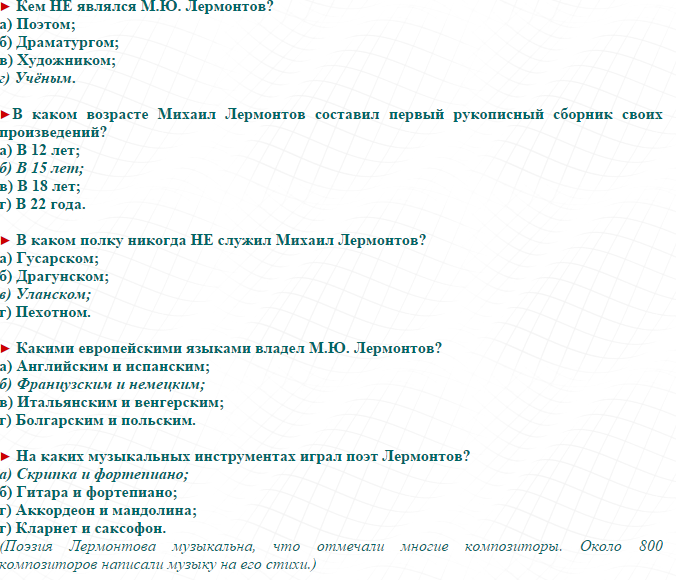 ► Кем НЕ являлся М.Ю. Лермонтов?
а) Поэтом;
б) Драматургом;
в) Художником;
г) Учёным.
►В каком возрасте Михаил Лермонтов составил первый рукописный сборник своих
произведений?
а) В 12 лет;
б) В 15 лет;
в) В 18 лет;
г) В 22 года.
► В каком полку никогда НЕ служил Михаил Лермонтов?
а) Гусарском;
б) Драгунском;
в) Уланском;
г) Пехотном.
► Какими европейскими языками владел М.Ю. Лермонтов?
а) Английским и испанским;
б) Французским и немецким;
в) Итальянским и венгерским;
г) Болгарским и польским.
► На каких музыкальных инструментах играл поэт Лермонтов?
а) Скрипка и фортепиано;
б) Гитара и фортепиано;
г) Аккордеон и мандолина;
г) Кларнет и саксофон.
(Поэзия Лермонтова музыкальна, что отмечали многие композиторы. Около 800
композиторов написали музыку на его стихи.)